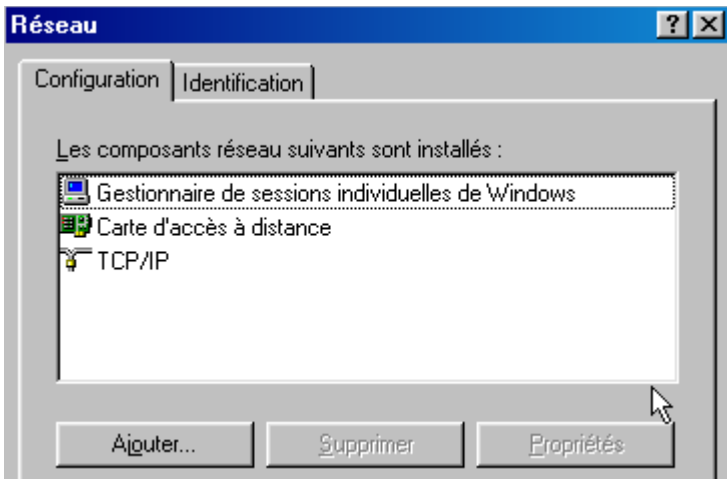 Réseau
Configuration
Identification
Les composants réseau suivants sont installés :
Gestionnaire de sessions individuelles de Windows
Carte d'accès à distance
TCP/IP
Ajouter...
Supprimer
Propriétés